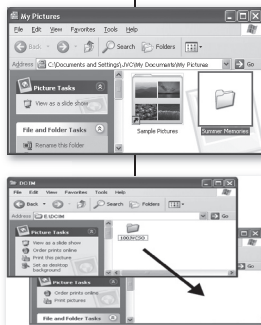 My Pictures
File Edit View Favorites Tools Help
Back Search Folders
Address C:\Documents and Settings\JVC\My Documents\My Pictures Go
Picture Tasks
View as a slide show
File and Folder Tasks
Rename this folder
Sample Pictures
Summer Memories
DCIM
File Edit View Favorites Tools Help
Back Search Folders
Address E:\DCIM Go
Picture Tasks
View as a slide show
Order prints online
Print this picture
Set as desktop
background
100JVCSO
Go
Picture Tasks
Order prints online
Print pictures
File and Folder Tasks